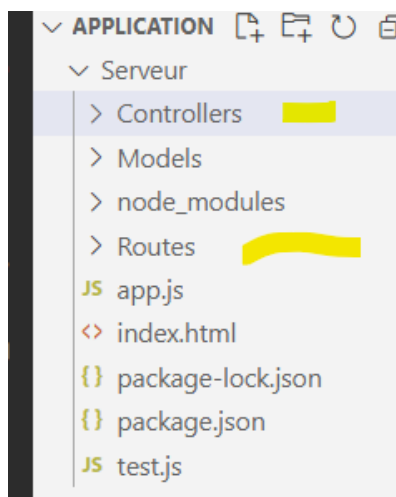 APPLICATION
Serveur
Controllers
Models
node_modules
Routes
JS app.js
<> index.html
{} package-lock.json
{} package.json
JS test.js